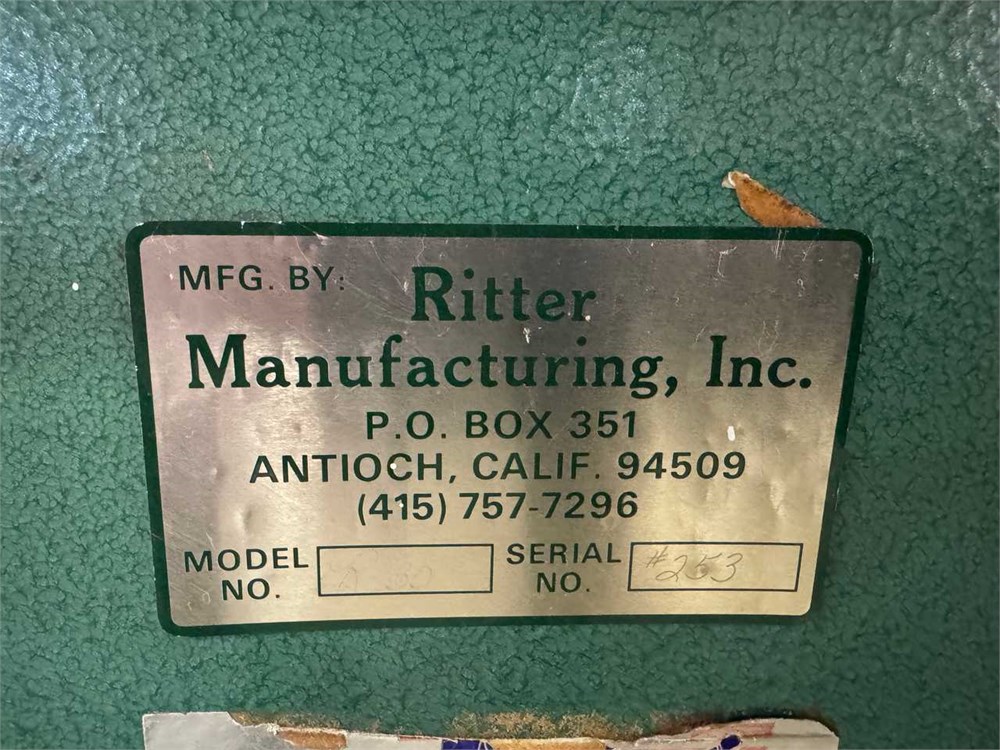 MFG. BY: Ritter
Manufacturing, Inc.
P.O. BOX 351
ANTIOCH, CALIF. 94509
(415) 757-7296
MODEL NO. SERIAL NO. #253